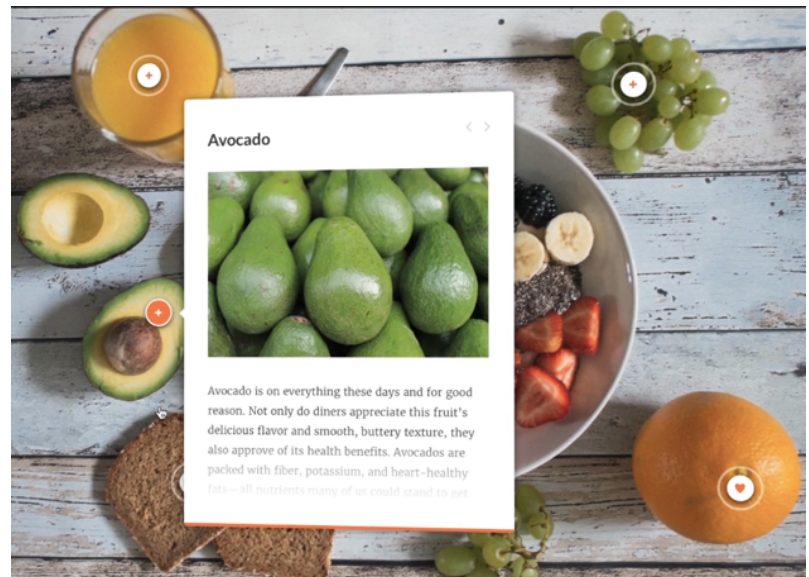 Avocado
Avocado is on everything these days and for good
reason. Not only do diners appreciate this fruit's
delicious flavor and smooth, buttery texture, they
also approve of its health benefits. Avocados are
packed with fiber, potassium, and heart-healthy
fats—all nutrients many of us could stand to get